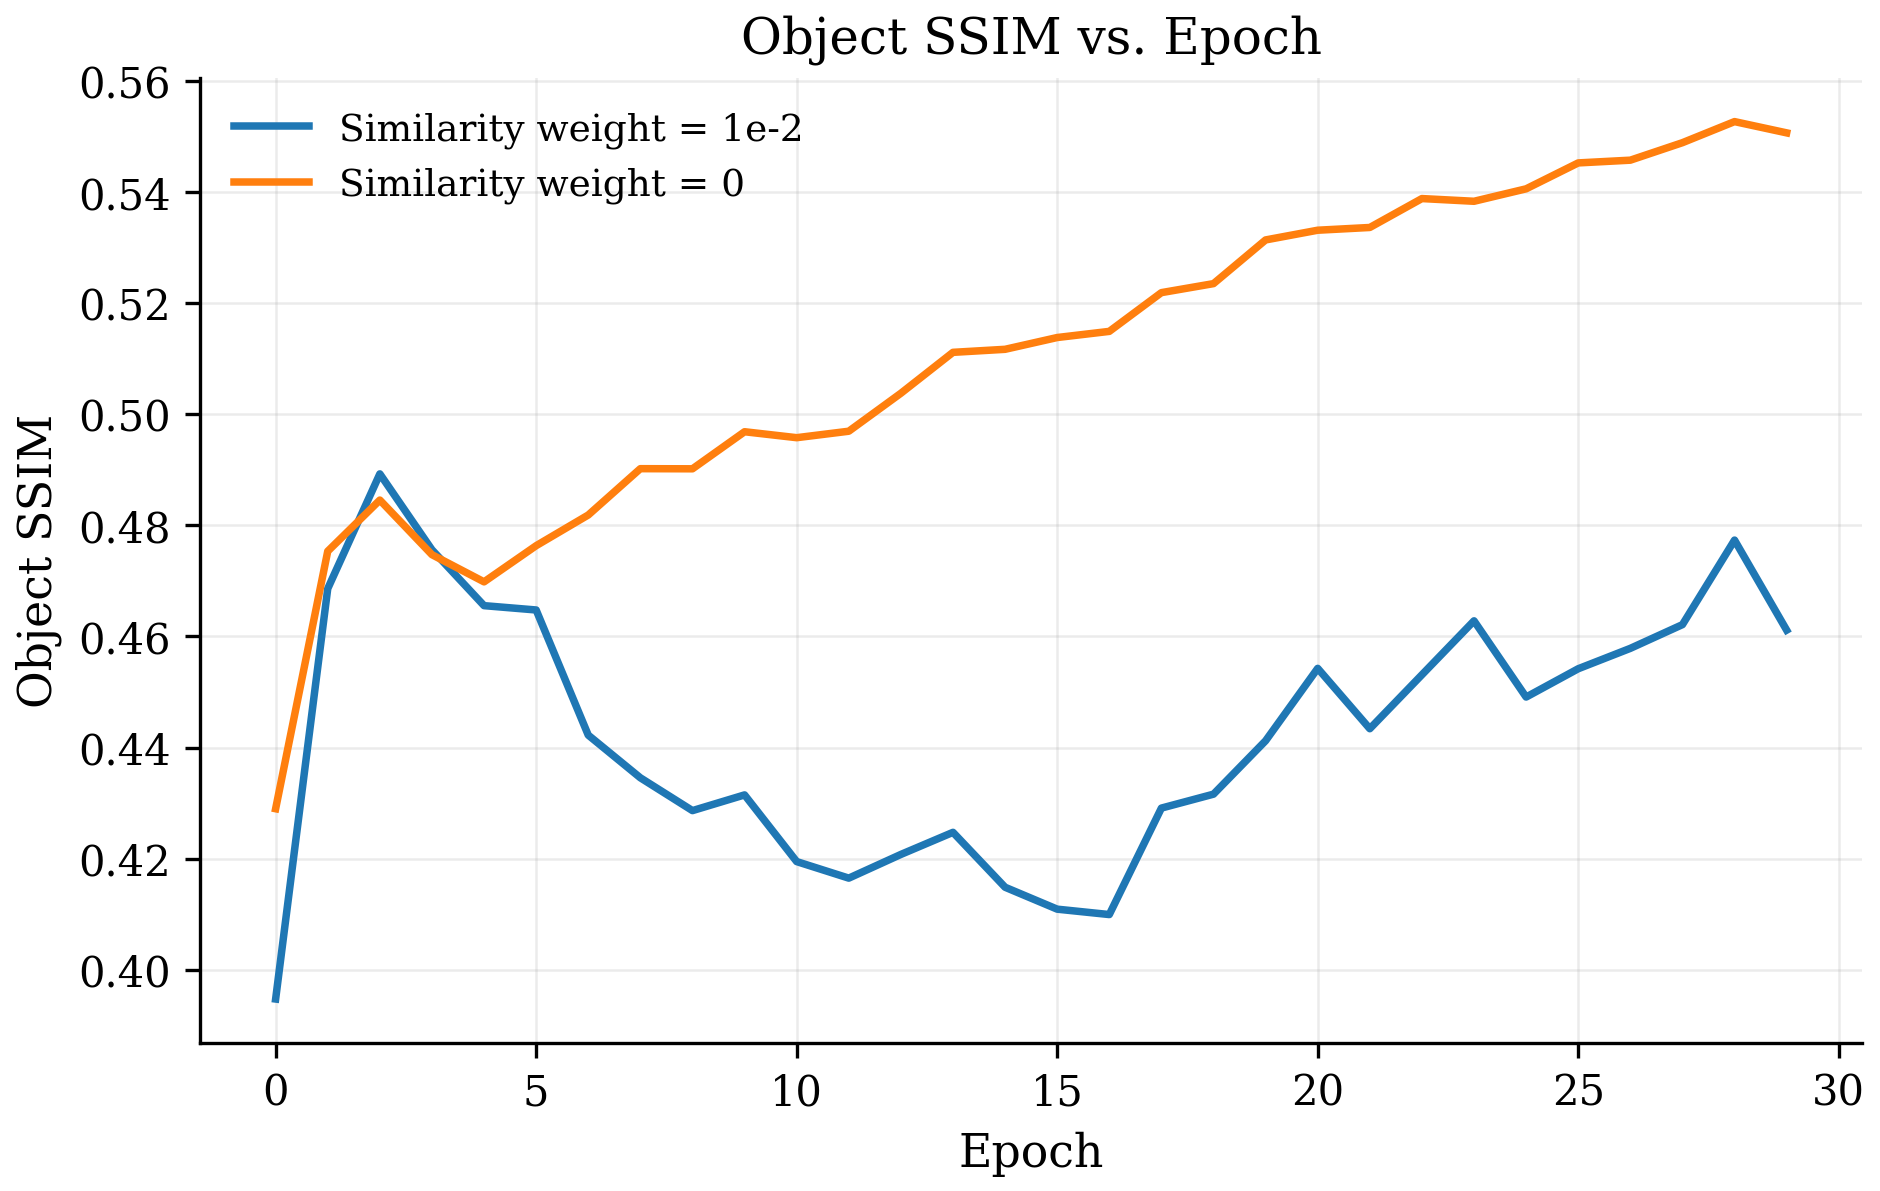 Object SSIM vs. Epoch
0.56
Similarity weight = 1e-2
Similarity weight = 0
0.54
0.52
0.50
0.48
0.46
0.44
0.42
0.40
Object SSIM
0 5 10 15 20 25 30
Epoch